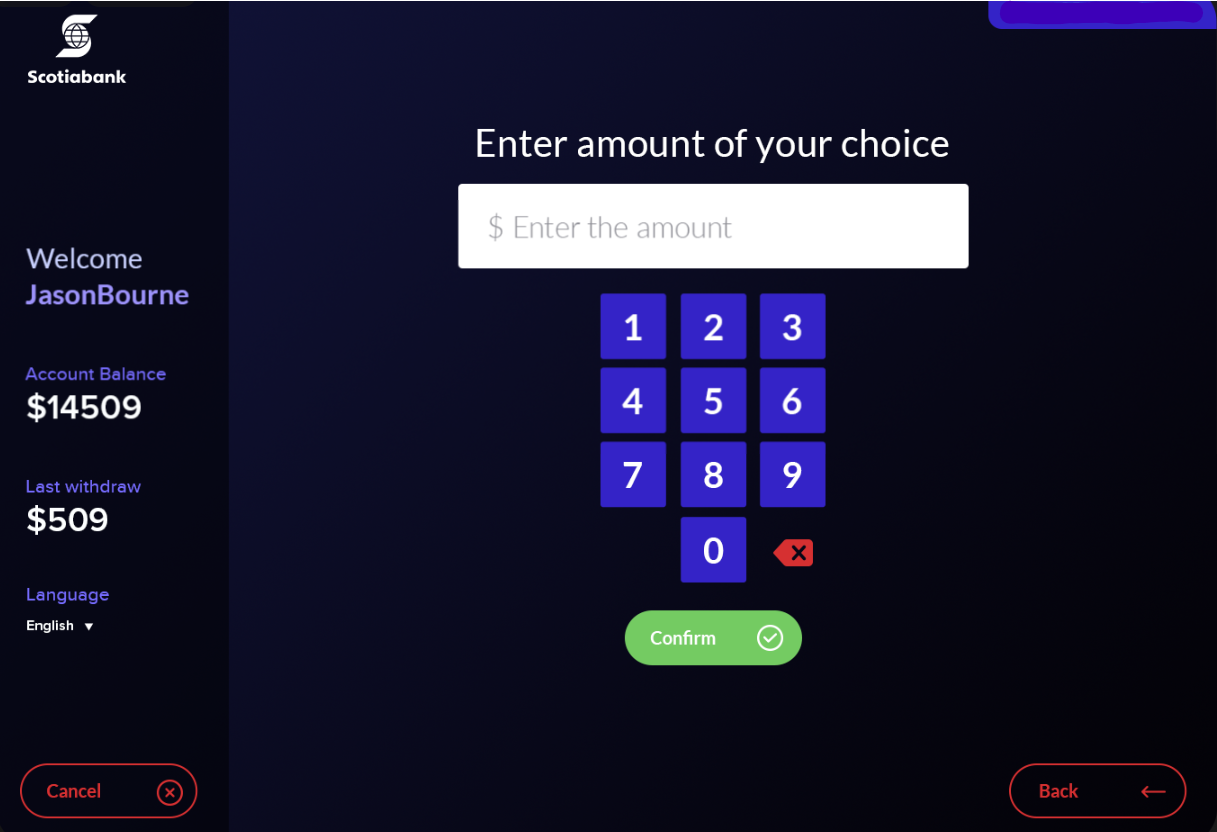 Scotiabank
Welcome
JasonBourne
Account Balance
$14509
Last withdraw
$509
Language
English
Cancel
Enter amount of your choice
$ Enter the amount
1 2 3
4 5 6
7 8 9
0
Confirm
Back